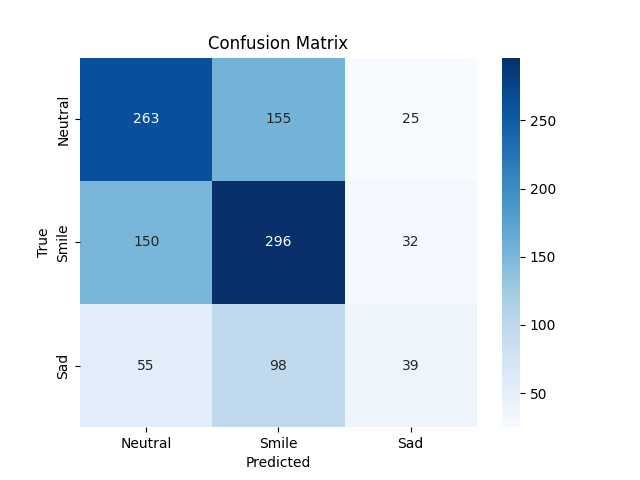 Confusion Matrix
Neutral
263 155 25
True
Smile
150 296 32
Sad
55 98 39
Neutral Smile Sad
Predicted
250
200
150
100
50